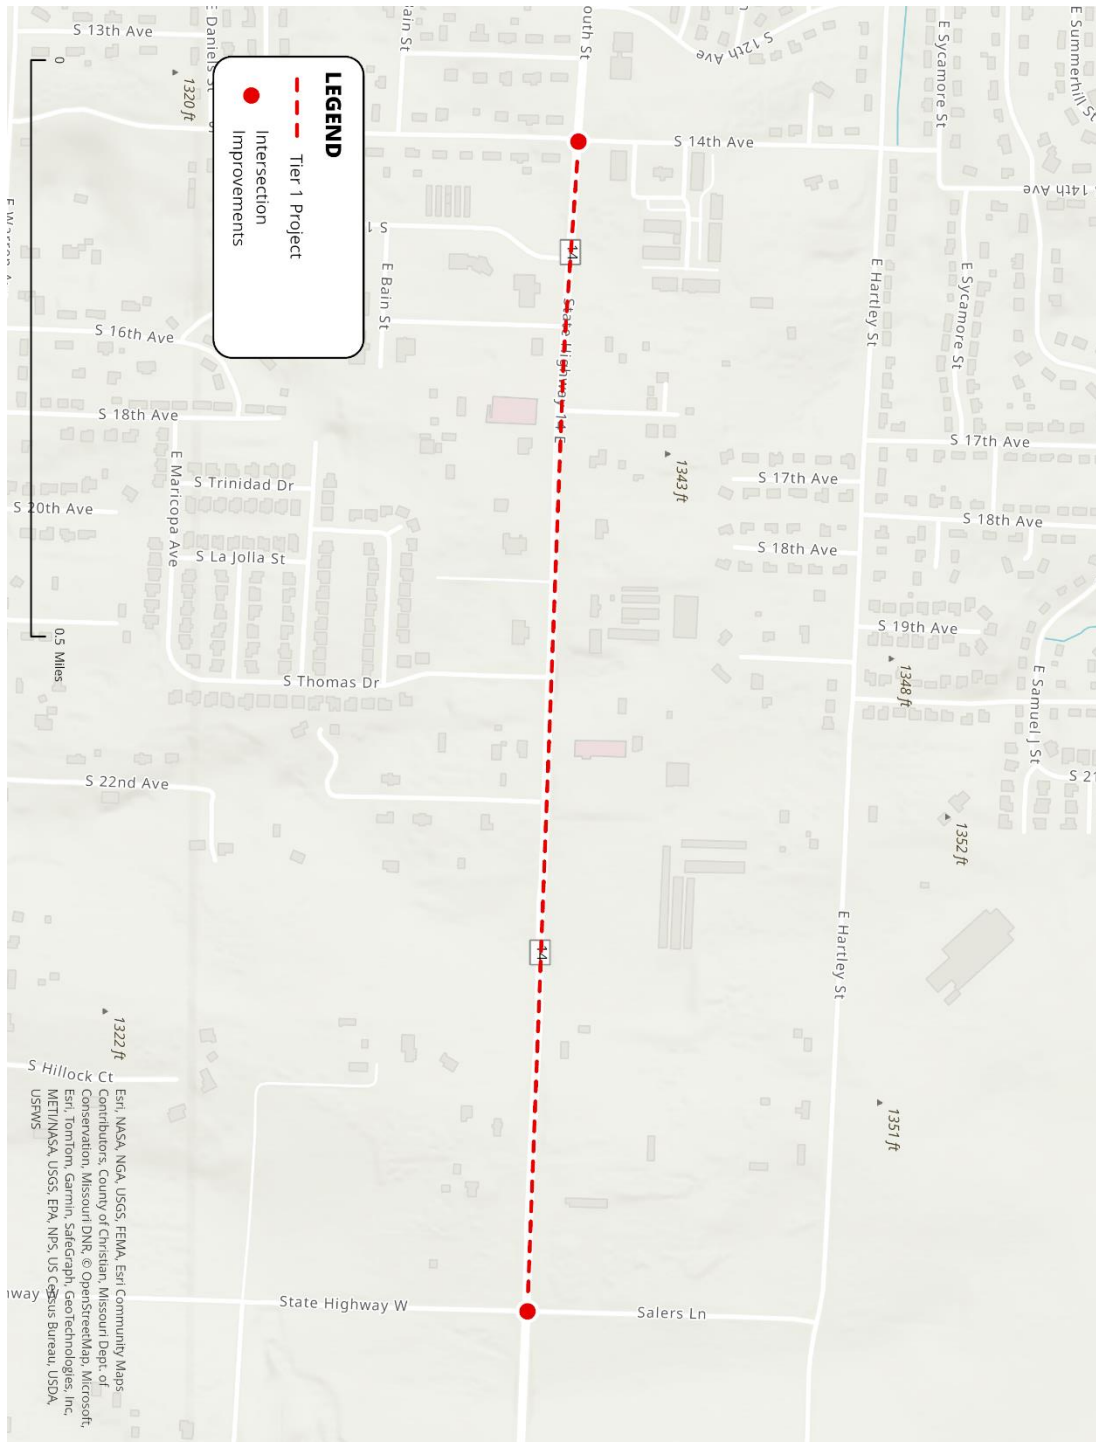 LEGEND
Tier 1 Project
Intersection
Improvements
0
0.5 Miles
S 13th Ave
E Daniels St
1320 ft
S 12th Ave
E Sycamore St
E Summerhill St
S 14th Ave
14th Ave
14
State Highway 14 E
E Bain St
E Hartley St
E Sycamore St
S 16th Ave
S 18th Ave
E Maricopa Ave
S Trinidad Dr
S 20th Ave
S La Jolla St
S Thomas Dr
1343 ft
S 17th Ave
S 17th Ave
S 18th Ave
S 18th Ave
S 19th Ave
1348 ft
E Samuel J St
S 21
S 22nd Ave
1352 ft
14
E Hartley St
1322 ft
S Hillock Ct
1351 ft
State Highway W
Salers Ln
Esri, NASA, NGA, USGS, FEMA, Esri Community Maps
Contributors, County of Christian, Missouri Dept. of
Conservation, Missouri DNR, © OpenStreetMap, Microsoft,
Esri, TomTom, Garmin, SafeGraph, GeoTechnologies, Inc,
METI/NASA, USGS, EPA, NPS, US Census Bureau, USDA,
USFWS